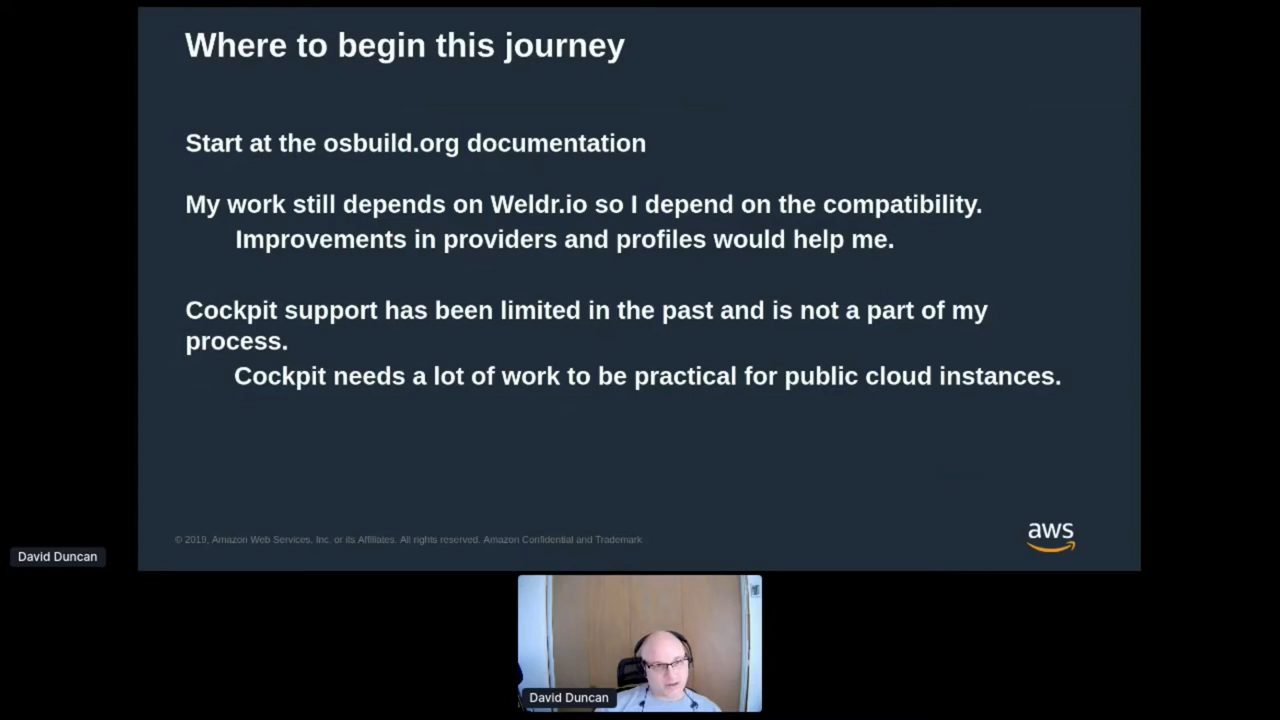 Where to begin this journey
Start at the osbuild.org documentation
My work still depends on Weldr.io so I depend on the compatibility.
Improvements in providers and profiles would help me.
Cockpit support has been limited in the past and is not a part of my
process.
Cockpit needs a lot of work to be practical for public cloud instances.
© 2019, Amazon Web Services, Inc. or its Affiliates. All rights reserved. Amazon Confidential and Trademark
aws
David Duncan
David Duncan